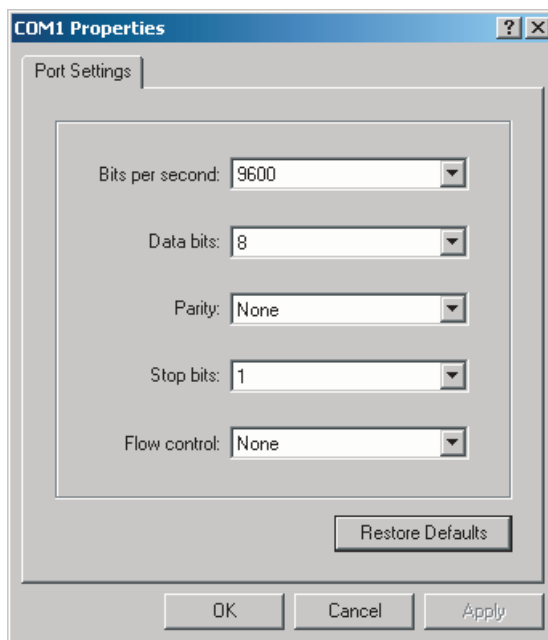 COM1 Properties
Port Settings
Bits per second: 9600
Data bits: 8
Parity: None
Stop bits: 1
Flow control: None
Restore Defaults
OK Cancel Apply